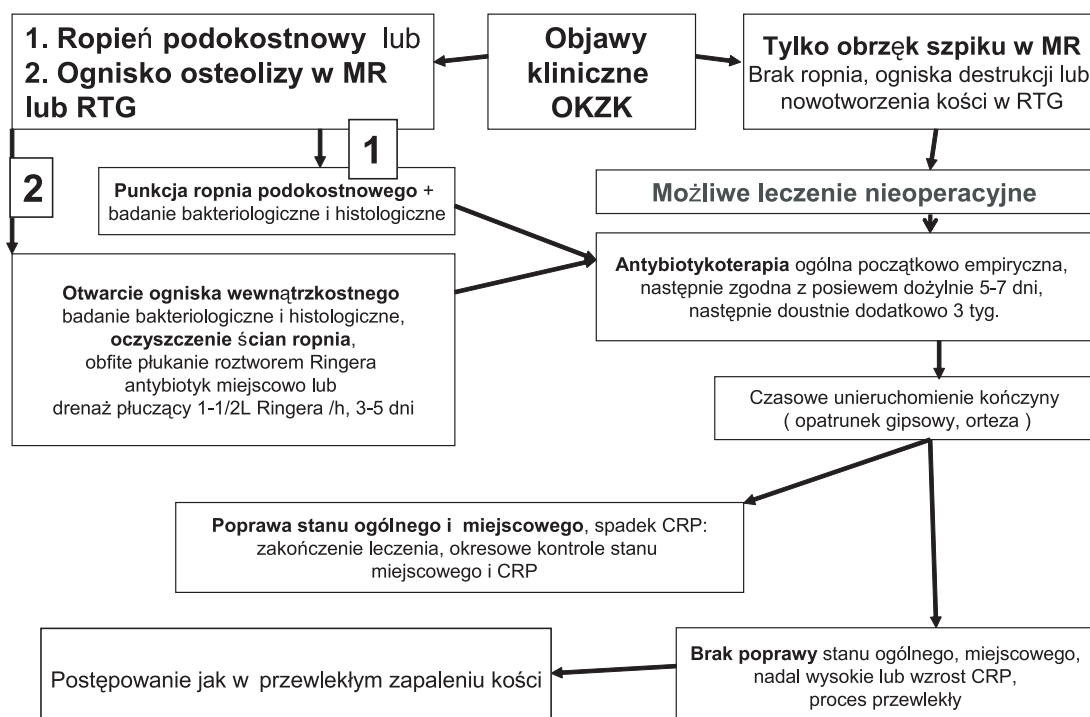 1. Ropień podokostnowy lub
2. Ognisko osteolizy w MR
lub RTG
Objawy
kliniczne
OKZK
Tylko obrzęk szpiku w MR
Brak ropnia, ogniska destrukcji lub
nowotworzenia kości w RTG
1
2
Punkcja ropnia podokostnowego +
badanie bakteriologiczne i histologiczne
Możliwe leczenie nieoperacyjne
Otwarcie ogniska wewnątrzkostnego
badanie bakteriologiczne i histologiczne,
oczyszczenie ścian ropnia,
obfite płukanie roztworem Ringera
antybiotyk miejscowo lub
drenaż płuczący 1-1/2L Ringera /h, 3-5 dni
Antybiotykoterapia ogólna początkowo empiryczna,
następnie zgodna z posiewem dożylnie 5-7 dni,
następnie doustnie dodatkowo 3 tyg.
Czasowe unieruchomienie kończyny
( opatrunek gipsowy, orteza )
Poprawa stanu ogólnego i miejscowego, spadek CRP:
zakończenie leczenia, okresowe kontrole stanu
miejscowego i CRP
Brak poprawy stanu ogólnego, miejscowego,
nadal wysokie lub wzrost CRP,
proces przewlekły
Postępowanie jak w przewlekłym zapaleniu kości